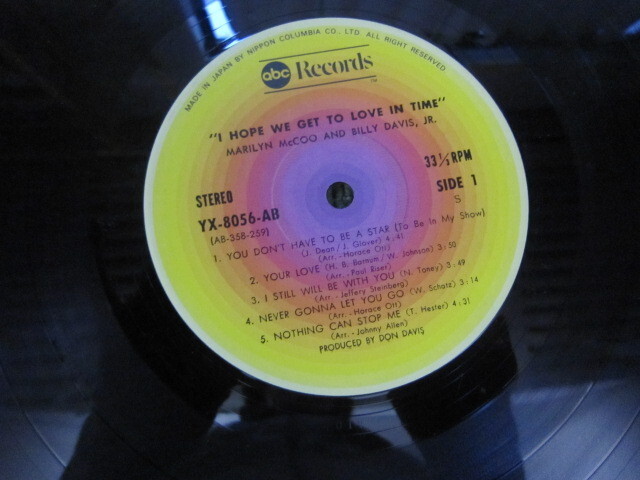 MADE IN JAPAN BY NIPPON COLUMBIA CO., LTD. ALL RIGHT RESERVED
abc Records
TM
"I HOPE WE GET TO LOVE IN TIME"
MARILYN McCOO AND BILLY DAVIS, JR.
STEREO
33 1/3 RPM
YX-8056-AB
SIDE 1
(AB-358-259)
S
1. YOU DON'T HAVE TO BE A STAR (To Be In My Show)
(J. Dean / J. Glover) 4:41
(Arr.-Horace Ott)
2. YOUR LOVE (H. B. Barnum / W. Johnson) 3:50
(Arr.-Paul Riser)
3. I STILL WILL BE WITH YOU (N. Toney) 5:49
(Arr.-Jeffery Steinberg)
4. NEVER GONNA LET YOU GO (W. Schatz) 3:14
(Arr.-Horace Ott)
5. NOTHING CAN STOP ME (T. Hester) 4:31
(Arr.-Johnny Allen)
PRODUCED BY DON DAVIS